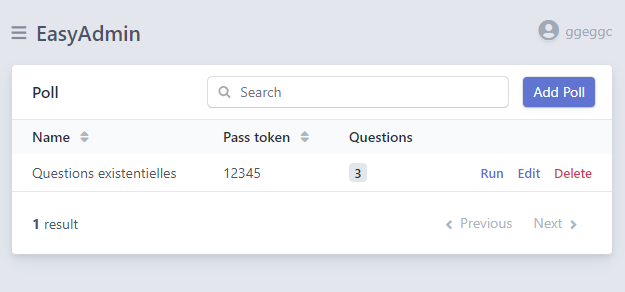 EasyAdmin
ggeggc
Poll Search Add Poll
Name Pass token Questions
Questions existentielles 12345 3 Run Edit Delete
1 result Previous Next